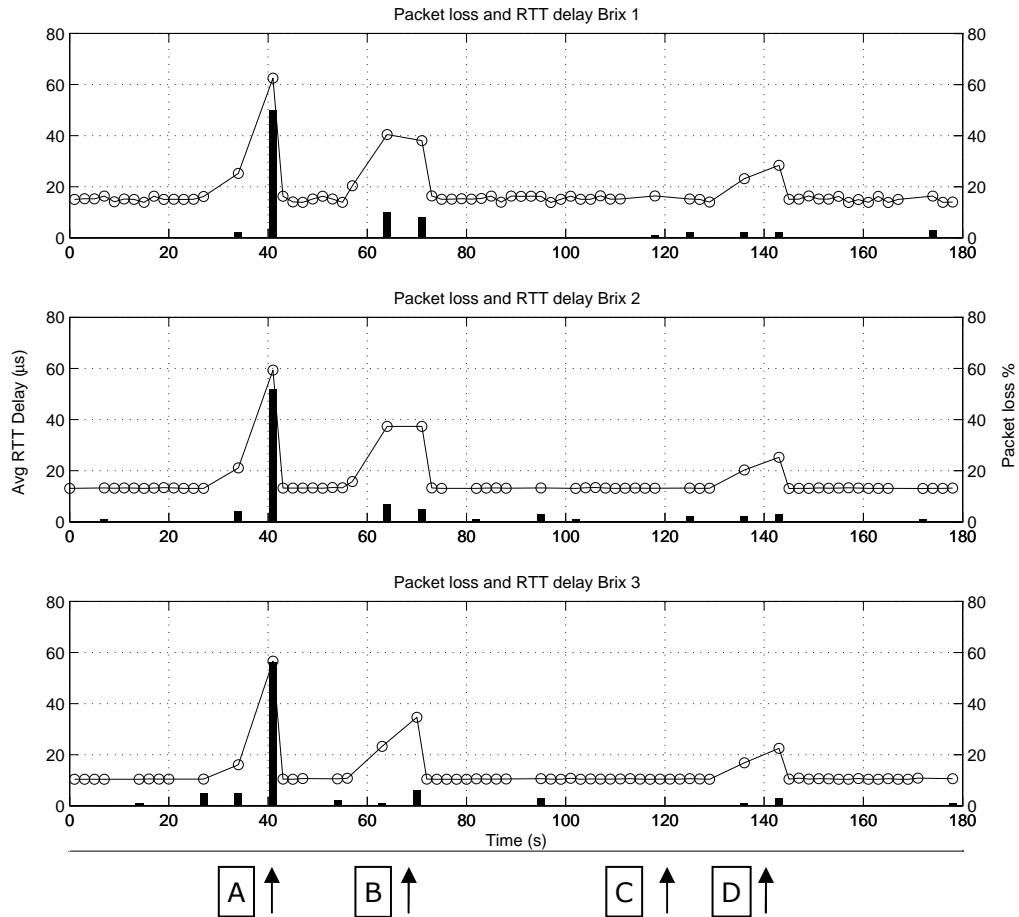 Packet loss and RTT delay Brix 1
80 80
60 60
40 40
20 20
0 0
0 20 40 60 80 100 120 140 160 180
Packet loss and RTT delay Brix 2
80 80
60 60
40 40
20 20
0 0
0 20 40 60 80 100 120 140 160 180
Avg RTT Delay (µs)
Packet loss %
Packet loss and RTT delay Brix 3
80 80
60 60
40 40
20 20
0 0
0 20 40 60 80 100 120 140 160 180
Time (s)
A B C D